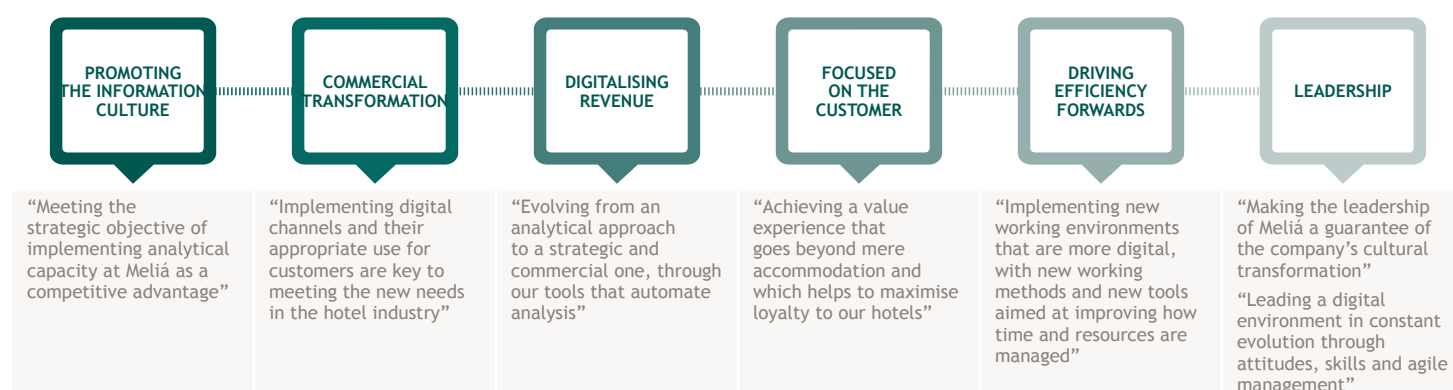 PROMOTING
THE INFORMATION
CULTURE
COMMERCIAL
TRANSFORMATION
DIGITALISING
REVENUE
FOCUSED
ON THE
CUSTOMER
DRIVING
EFFICIENCY
FORWARDS
LEADERSHIP
“Meeting the
strategic objective of
implementing analytical
capacity at Meliá as a
competitive advantage”
“Implementing digital
channels and their
appropriate use for
customers are key to
meeting the new needs
in the hotel industry”
“Evolving from an
analytical approach
to a strategic and
commercial one, through
our tools that automate
analysis”
“Achieving a value
experience that
goes beyond mere
accommodation and
which helps to maximise
loyalty to our hotels”
“Implementing new
working environments
that are more digital,
with new working
methods and new tools
aimed at improving how
time and resources are
managed”
“Making the leadership
of Meliá a guarantee of
the company’s cultural
transformation”
“Leading a digital
environment in constant
evolution through
attitudes, skills and agile
management”